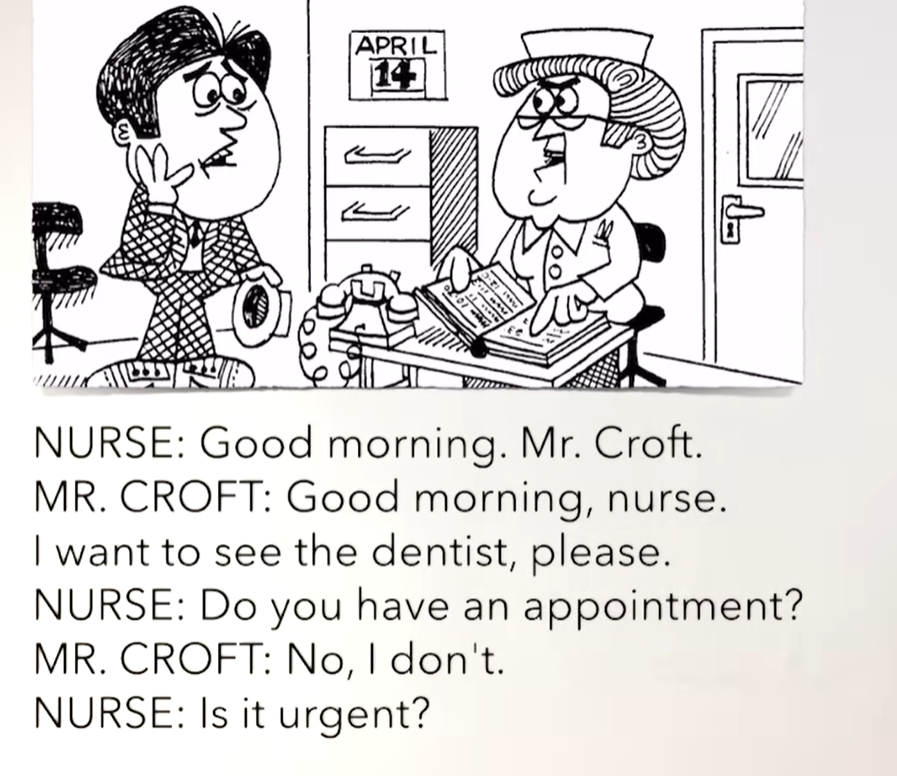 APRIL
14
NURSE: Good morning. Mr. Croft.
MR. CROFT: Good morning, nurse.
I want to see the dentist, please.
NURSE: Do you have an appointment?
MR. CROFT: No, I don't.
NURSE: Is it urgent?